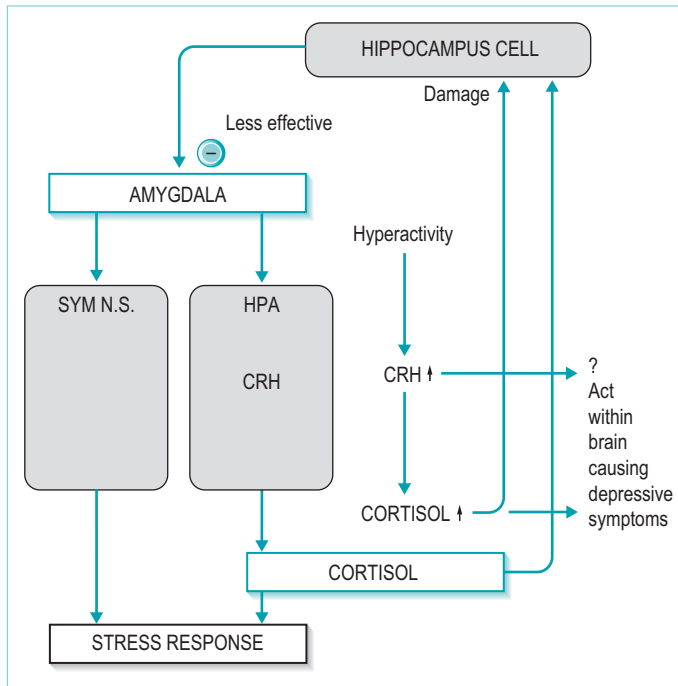 HIPPOCAMPUS CELL
Damage
Less effective
−
AMYGDALA
Hyperactivity
SYM N.S.
HPA
CRH
CRH ↑
?
Act
within
brain
causing
depressive
symptoms
CORTISOL ↑
CORTISOL
STRESS RESPONSE